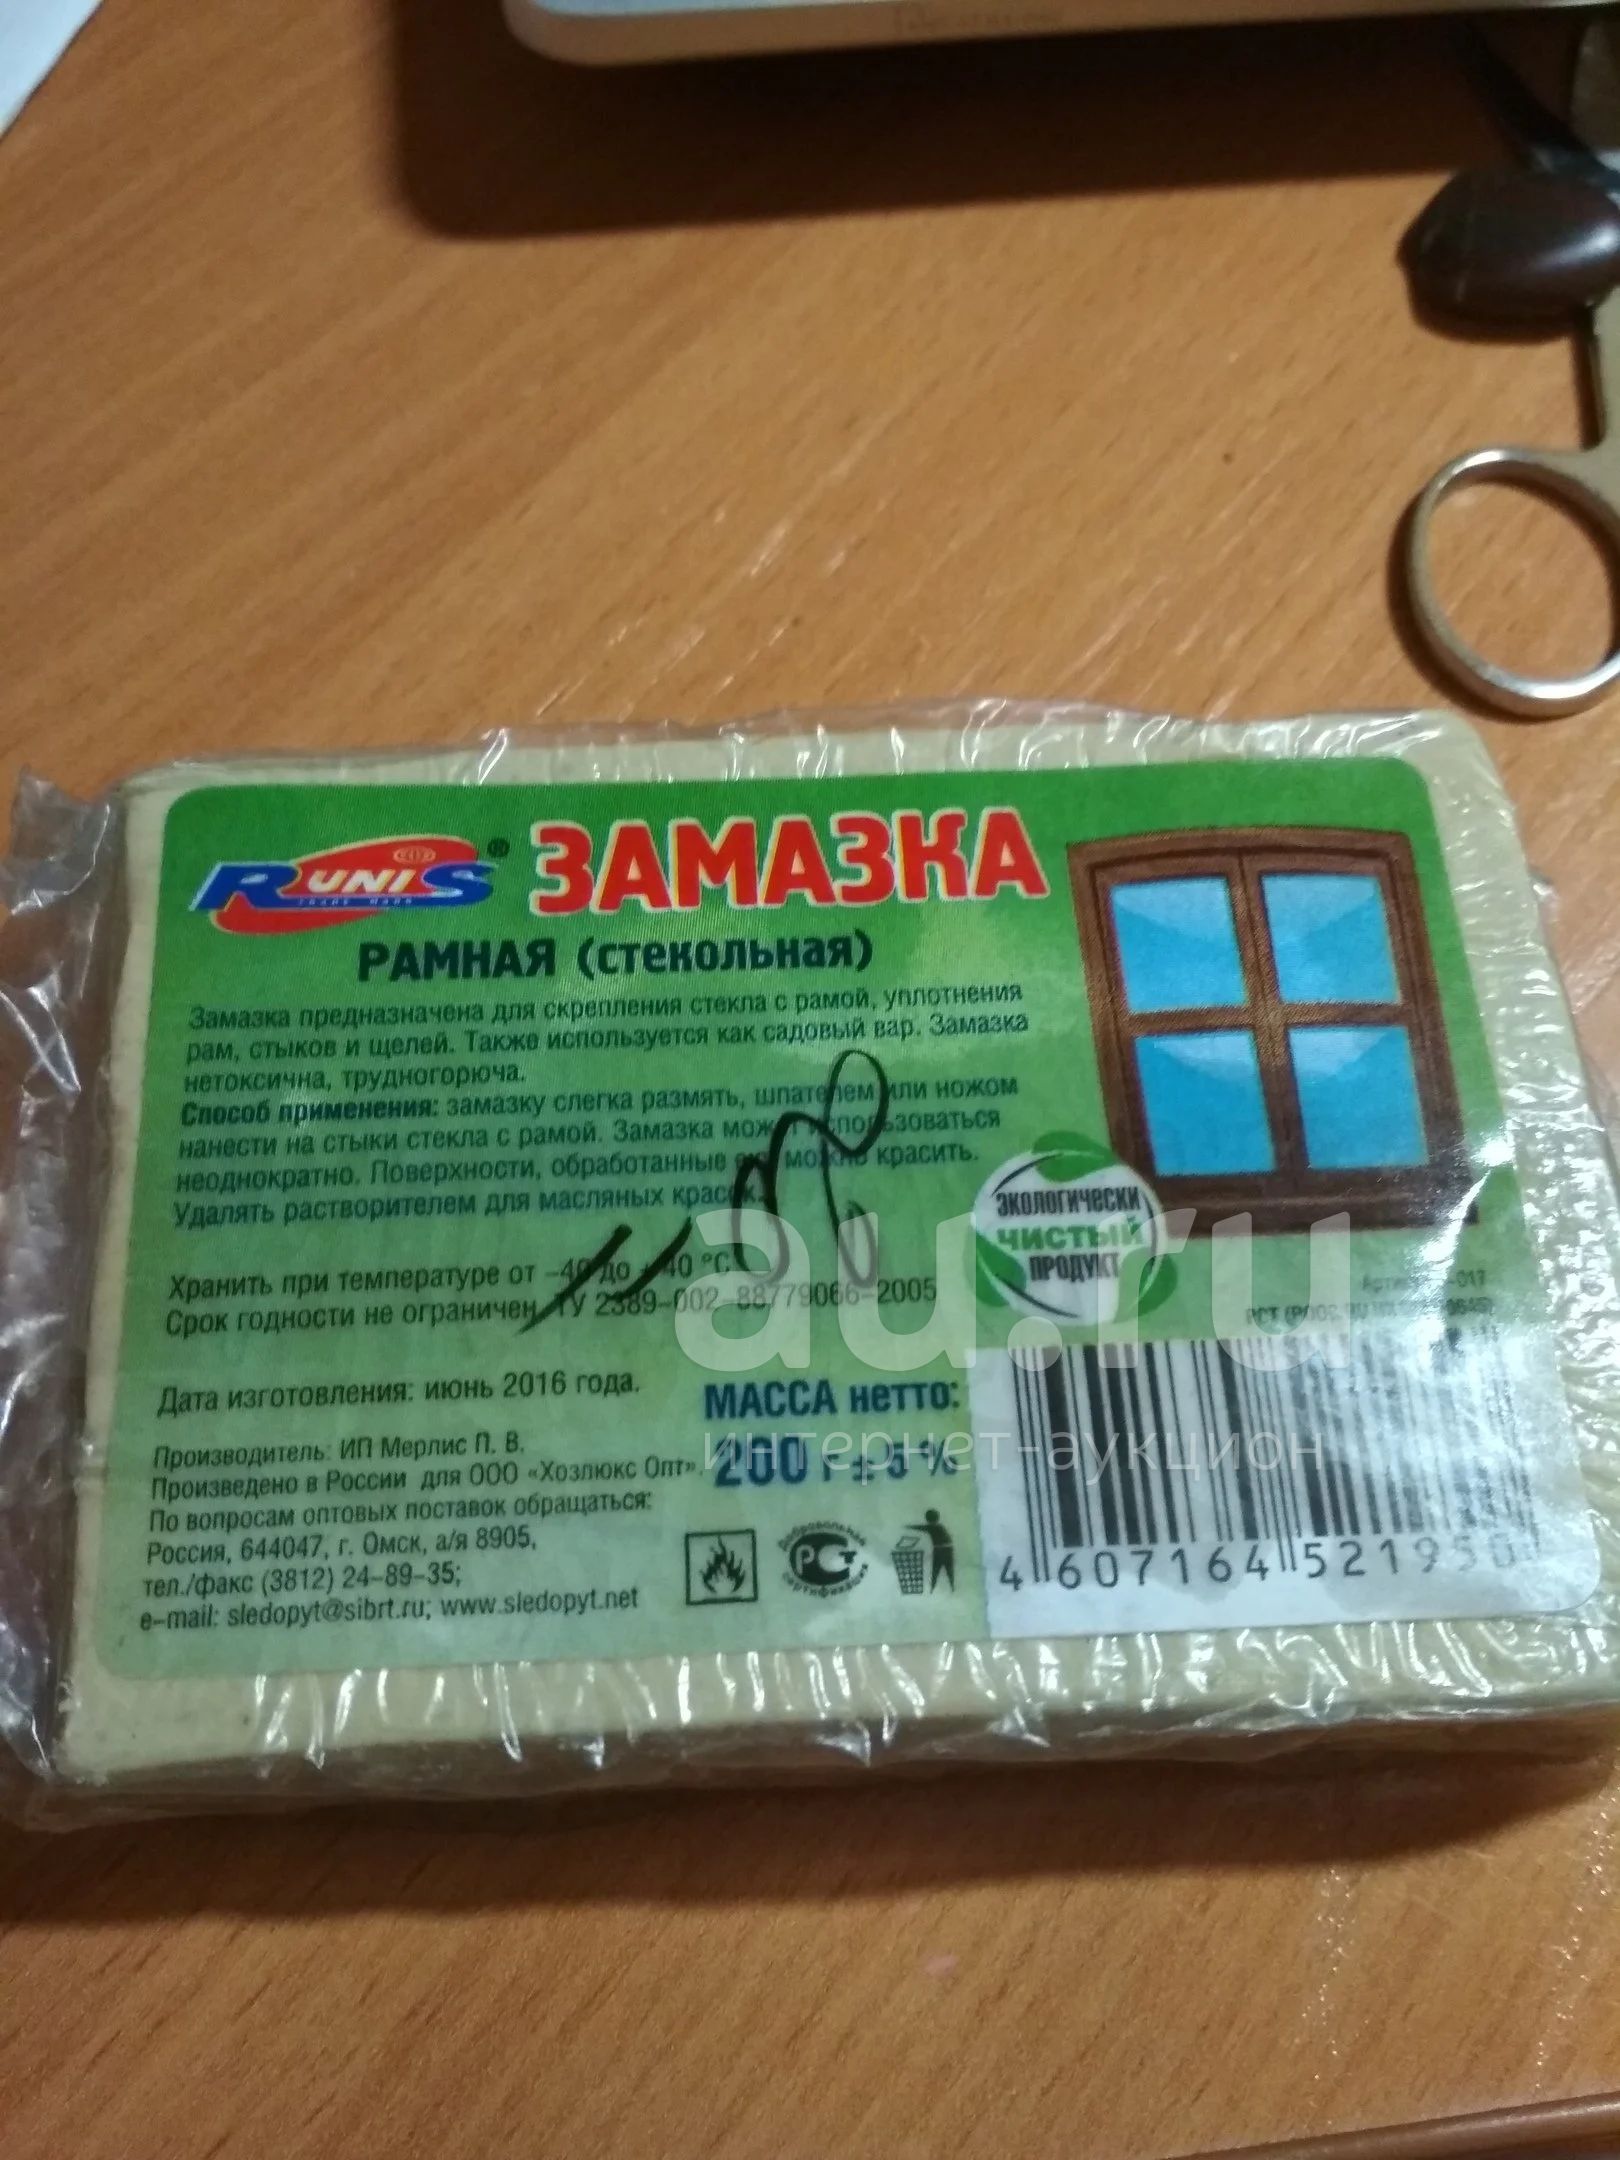 RUNIS ®
TRADE MARK
ЗАМАЗКА
РАМНАЯ (стекольная)
Замазка предназначена для скрепления стекла с рамой, уплотнения
рам, стыков и щелей. Также используется как садовый вар. Замазка
нетоксична, трудногорюча.
Способ применения: замазку слегка размять, шпателем или ножом
нанести на стыки стекла с рамой. Замазка может использоваться
неоднократно. Поверхности, обработанные можно красить.
Удалять растворителем для масляных красок.
Хранить при температуре от –40 до +40 °С
Срок годности не ограничен ТУ 2389–002–88779066–2005
ЭКОЛОГИЧЕСКИ
ЧИСТЫЙ
ПРОДУКТ
Дата изготовления: июнь 2016 года.
МАССА нетто:
200 г ± 5 %
Производитель: ИП Мерлис П. В.
Произведено в России для ООО «Хозлюкс Опт».
По вопросам оптовых поставок обращаться:
Россия, 644047, г. Омск, а/я 8905,
тел./факс (3812) 24–89–35;
e–mail: sledopyt@sibrt.ru; www.sledopyt.net
Добровольная
РСТ
сертификация
4 607164 521950
au.ru
интернет-аукцион